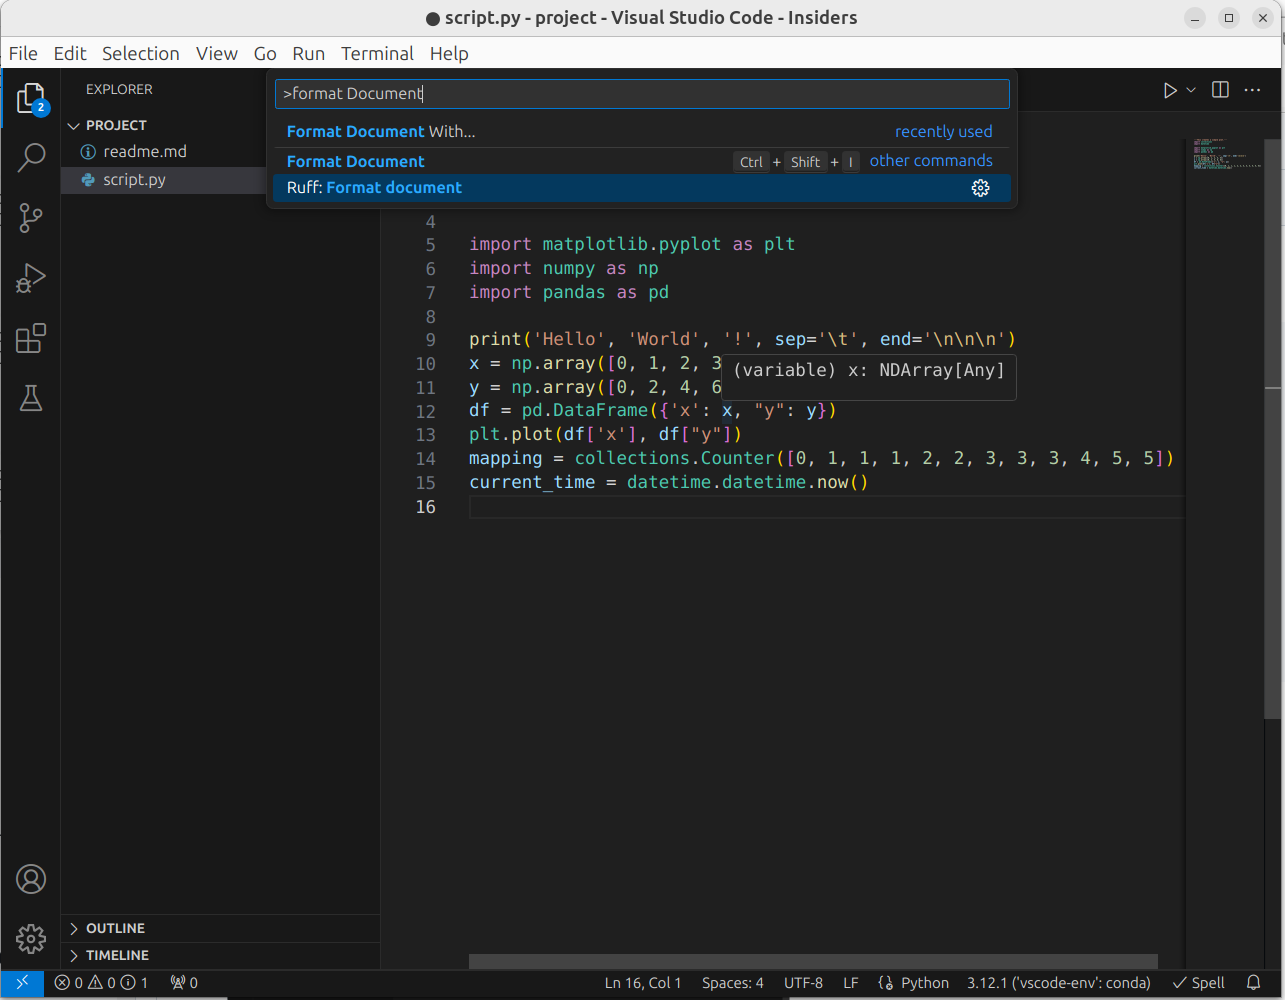 script.py - project - Visual Studio Code - Insiders
File Edit Selection View Go Run Terminal Help
2
EXPLORER
PROJECT
readme.md
script.py
>format Document
Format Document With...
recently used
Format Document
Ctrl + Shift + I
other commands
Ruff: Format document
4
5 import matplotlib.pyplot as plt
6 import numpy as np
7 import pandas as pd
8
9 print('Hello', 'World', '!', sep='\t', end='\n\n\n')
10 x = np.array([0, 1, 2, 3
(variable) x: NDArray[Any]
11 y = np.array([0, 2, 4, 6
12 df = pd.DataFrame({'x': x, "y": y})
13 plt.plot(df['x'], df["y"])
14 mapping = collections.Counter([0, 1, 1, 1, 2, 2, 3, 3, 3, 4, 5, 5])
15 current_time = datetime.datetime.now()
16
OUTLINE
TIMELINE
0 0 1 0 Ln 16, Col 1 Spaces: 4 UTF-8 LF Python 3.12.1 ('vscode-env': conda) Spell